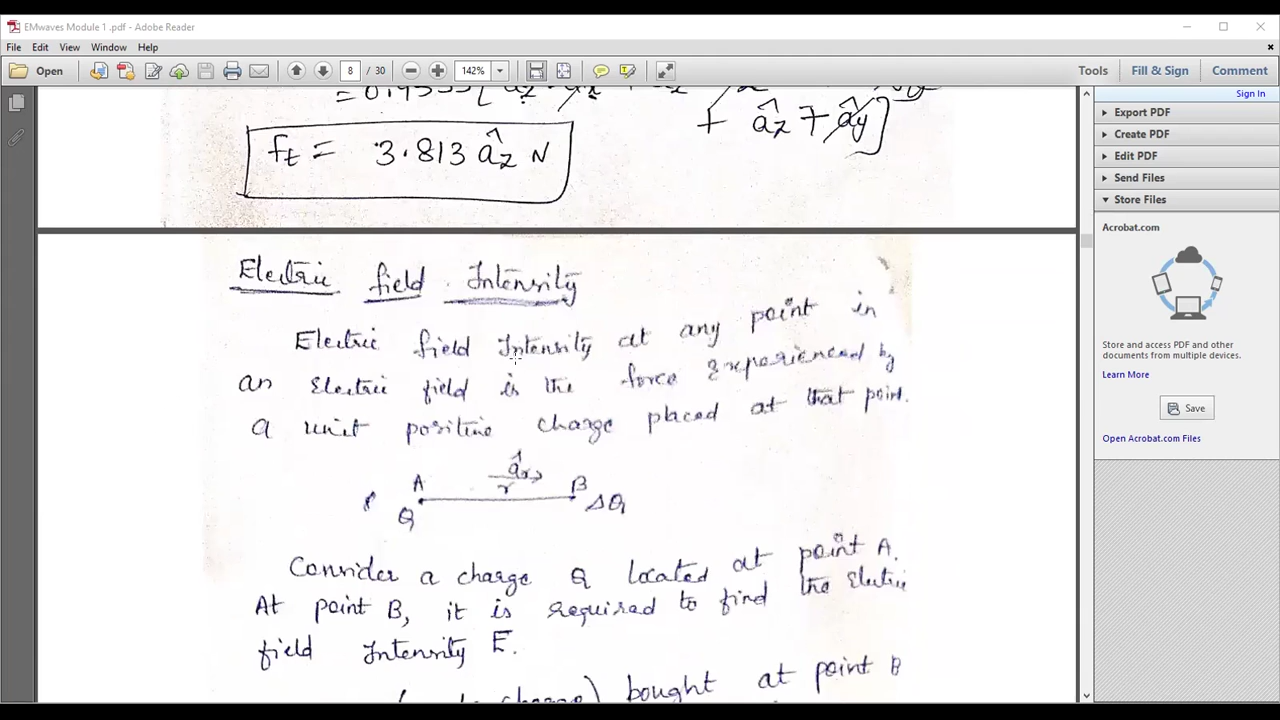 EMwaves Module 1 .pdf - Adobe Reader
File Edit View Window Help
Open 8 / 30 142% Tools Fill & Sign Comment
Sign In
Export PDF
Create PDF
Edit PDF
Send Files
Store Files
Acrobat.com
Store and access PDF and other
documents from multiple devices.
Learn More
Save
Open Acrobat.com Files
+ âz + ây]
Ft = 3.813 âz N
Electric field Intensity
Electric field Intensity at any point in
an Electric field is the force Experienced by
a unit positive charge placed at that point.
A âr B
r
Q ΔQ
Consider a charge Q located at point A.
At point B, it is required to find the Electric
field Intensity E.
charge) bought at point B